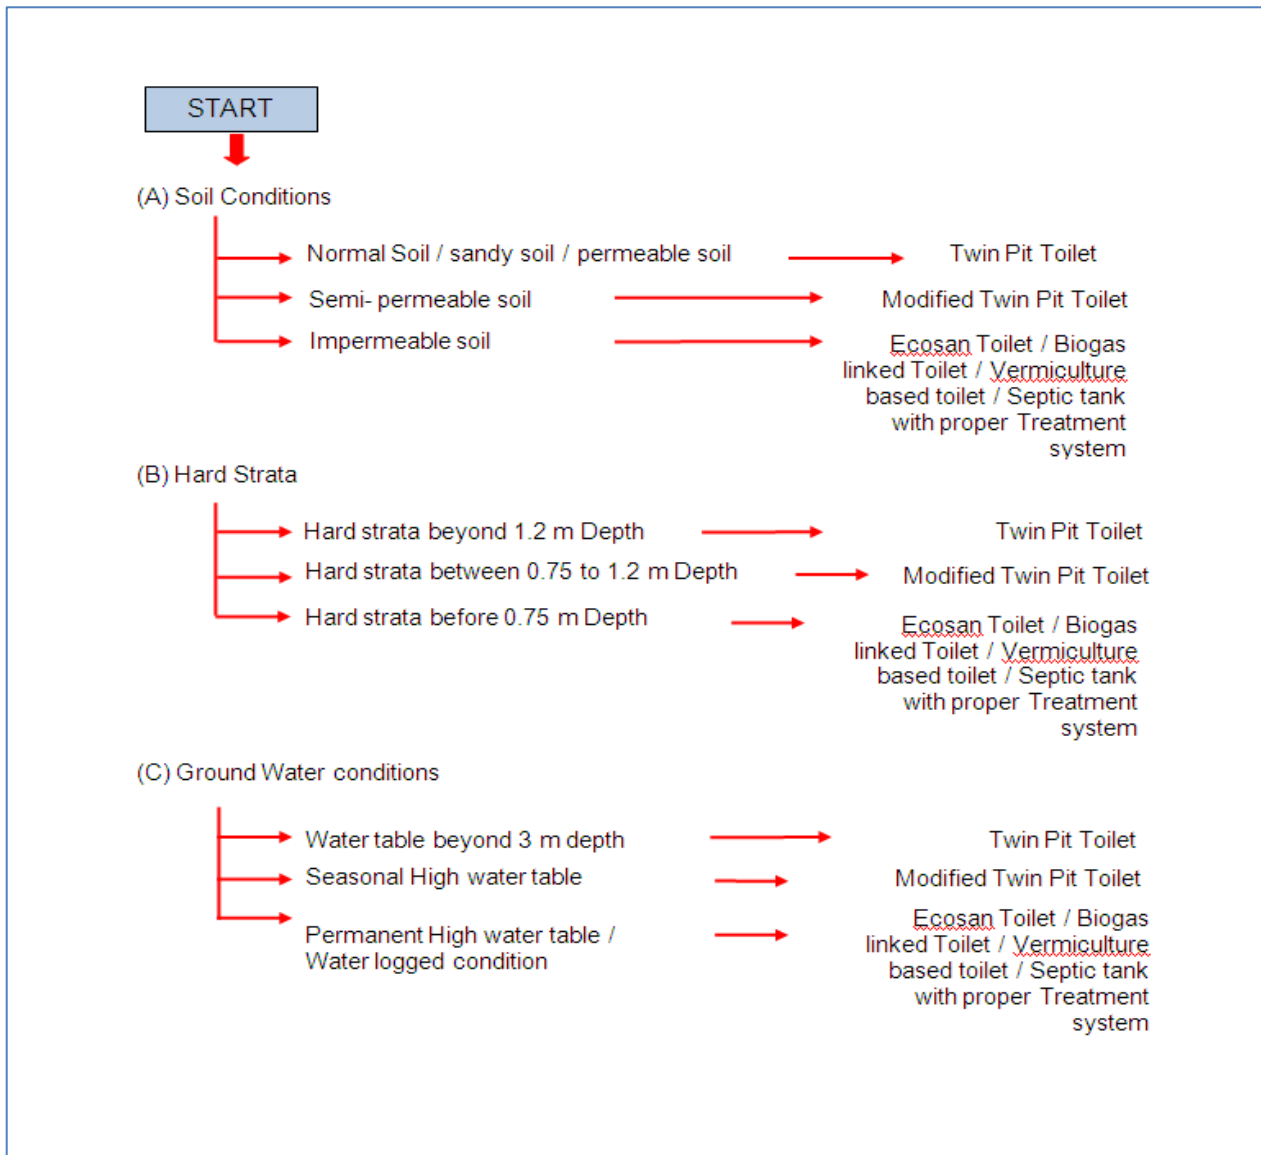 START
(A) Soil Conditions
Normal Soil / sandy soil / permeable soil
Twin Pit Toilet
Semi- permeable soil
Modified Twin Pit Toilet
Impermeable soil
Ecosan Toilet / Biogas
linked Toilet / Vermiculture
based toilet / Septic tank
with proper Treatment
system
(B) Hard Strata
Hard strata beyond 1.2 m Depth
Twin Pit Toilet
Hard strata between 0.75 to 1.2 m Depth
Modified Twin Pit Toilet
Hard strata before 0.75 m Depth
Ecosan Toilet / Biogas
linked Toilet / Vermiculture
based toilet / Septic tank
with proper Treatment
system
(C) Ground Water conditions
Water table beyond 3 m depth
Twin Pit Toilet
Seasonal High water table
Modified Twin Pit Toilet
Permanent High water table /
Water logged condition
Ecosan Toilet / Biogas
linked Toilet / Vermiculture
based toilet / Septic tank
with proper Treatment
system